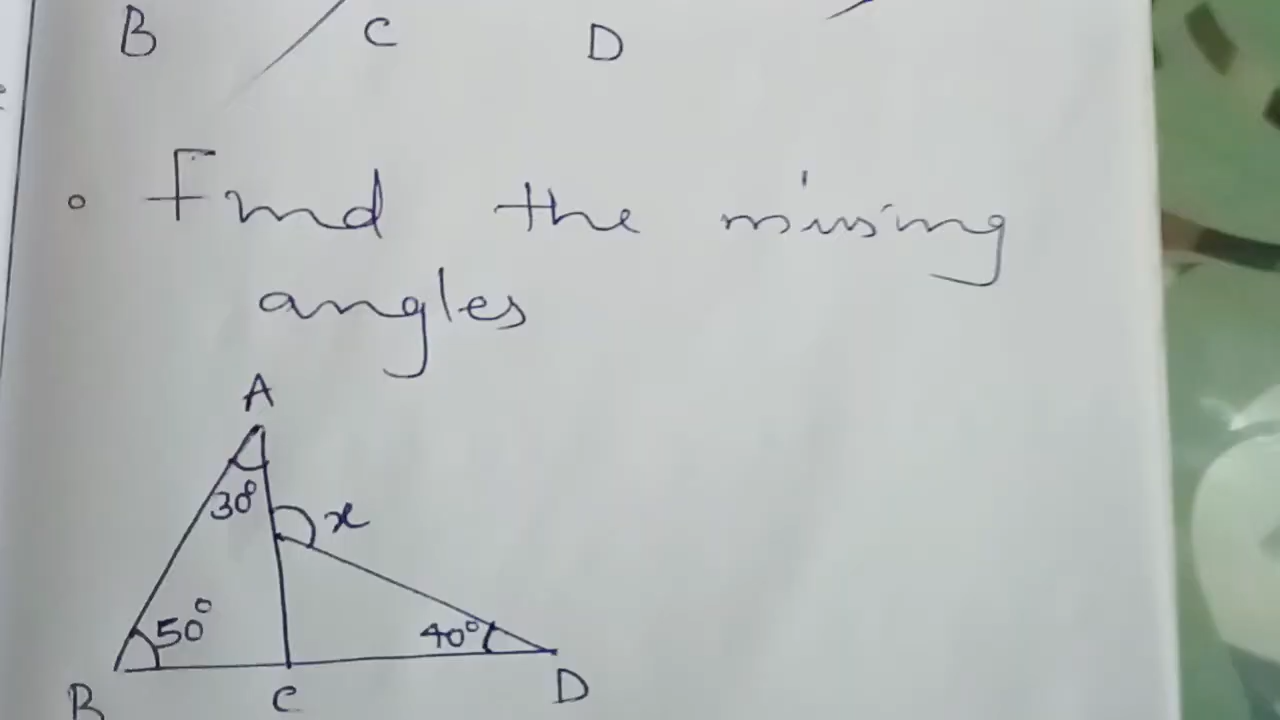 B C D
• Find the missing
angles
A
30°
x
50°
40°
B C D